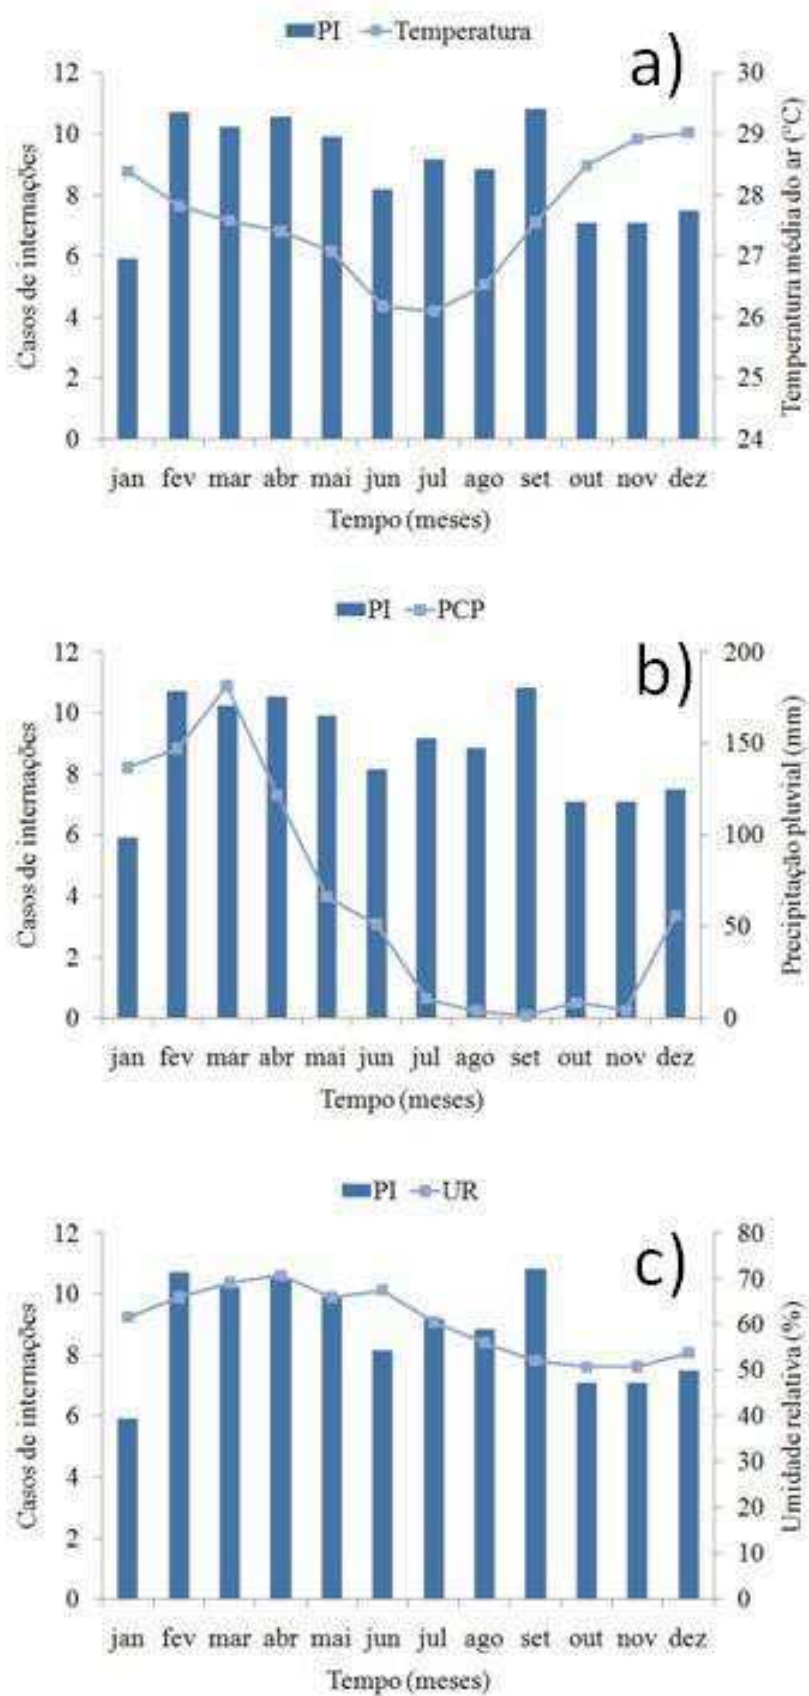 PI Temperatura
a)
Casos de internações
12
10
8
6
4
2
0
30
29
28
27
26
25
24
Temperatura média do ar (°C)
jan fev mar abr mai jun jul ago set out nov dez
Tempo (meses)
PI PCP
b)
Casos de internações
12
10
8
6
4
2
0
200
150
100
50
0
Precipitação pluvial (mm)
jan fev mar abr mai jun jul ago set out nov dez
Tempo (meses)
PI UR
c)
Casos de internações
12
10
8
6
4
2
0
80
70
60
50
40
30
20
10
0
Umidade relativa (%)
jan fev mar abr mai jun jul ago set out nov dez
Tempo (meses)